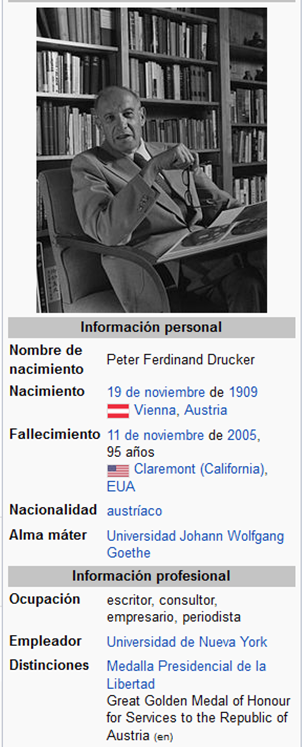 Información personal
Nombre de nacimiento Peter Ferdinand Drucker
Nacimiento 19 de noviembre de 1909
Vienna, Austria
Fallecimiento 11 de noviembre de 2005,
95 años
Claremont (California),
EUA
Nacionalidad austríaco
Alma máter Universidad Johann Wolfgang
Goethe
Información profesional
Ocupación escritor, consultor,
empresario, periodista
Empleador Universidad de Nueva York
Distinciones Medalla Presidencial de la
Libertad
Great Golden Medal of Honour
for Services to the Republic of
Austria (en)